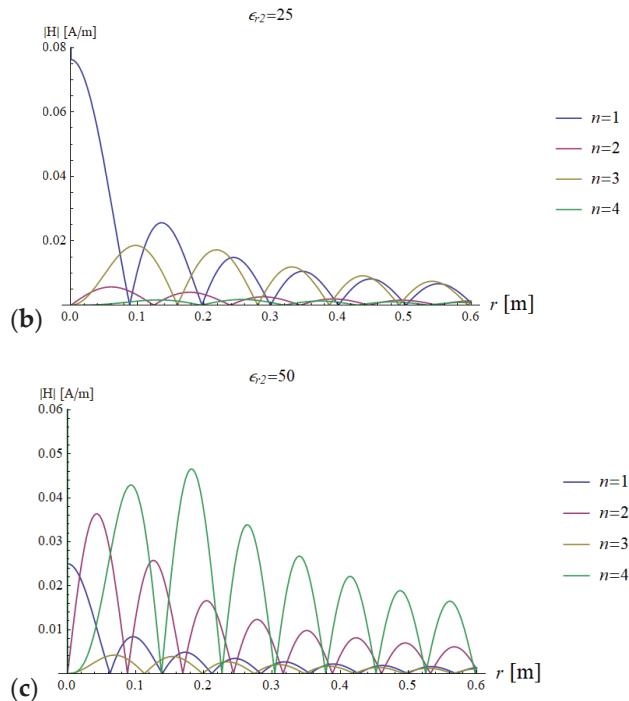 ϵr2=25
|H| [A/m]
0.08
0.06
0.04
0.02
0.0 0.1 0.2 0.3 0.4 0.5 0.6
r [m]
n=1
n=2
n=3
n=4
(b)
ϵr2=50
|H| [A/m]
0.06
0.05
0.04
0.03
0.02
0.01
0.0 0.1 0.2 0.3 0.4 0.5 0.6
r [m]
n=1
n=2
n=3
n=4
(c)